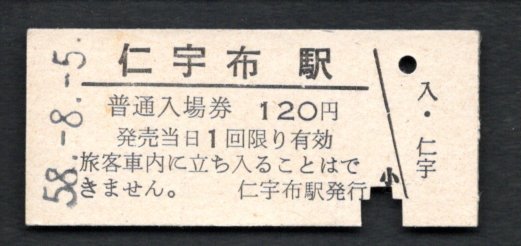 58.-8.-5.
仁宇布駅
普通入場券 120円
発売当日1回限り有効
旅客車内に立ち入ることはで
きません。 仁宇布駅発行
小
入・仁宇